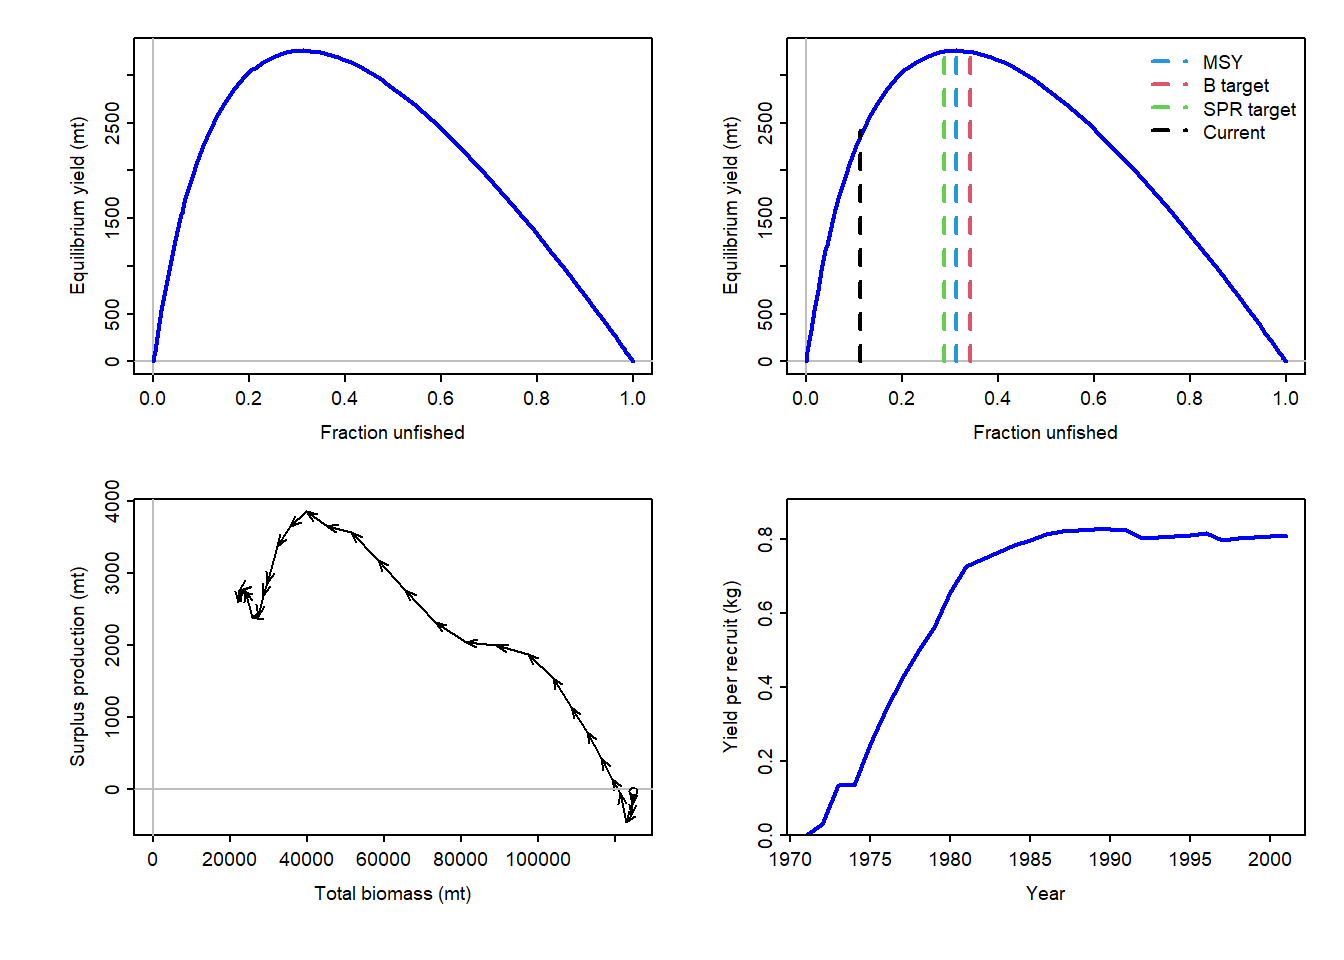 Equilibrium yield (mt)
0 500 1500 2500
0.0 0.2 0.4 0.6 0.8 1.0
Fraction unfished
Equilibrium yield (mt)
0 500 1500 2500
MSY
B target
SPR target
Current
0.0 0.2 0.4 0.6 0.8 1.0
Fraction unfished
Surplus production (mt)
0 1000 2000 3000 4000
0 20000 40000 60000 80000 100000
Total biomass (mt)
Yield per recruit (kg)
0.0 0.2 0.4 0.6 0.8
1970 1975 1980 1985 1990 1995 2000
Year